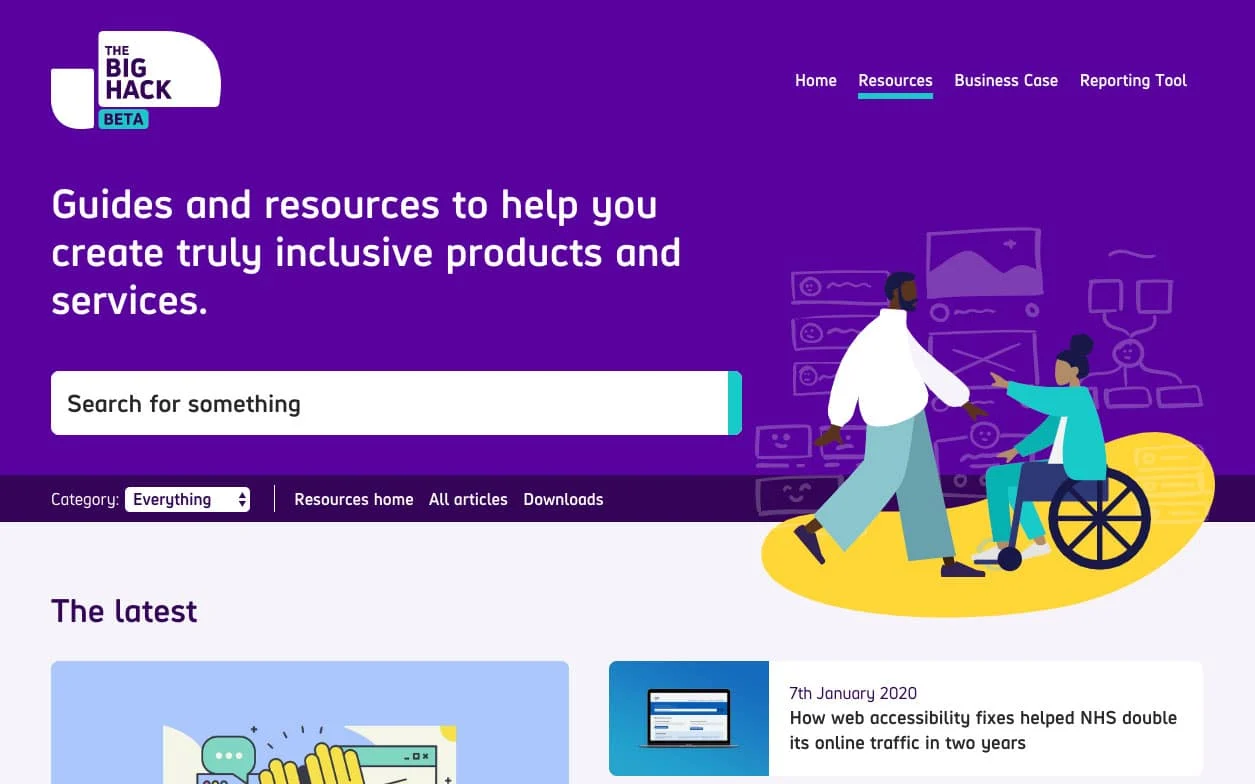 THE
BIG
HACK
BETA
Home Resources Business Case Reporting Tool
Guides and resources to help you
create truly inclusive products and
services.
Search for something
Category: Everything Resources home All articles Downloads
The latest
7th January 2020
How web accessibility fixes helped NHS double
its online traffic in two years